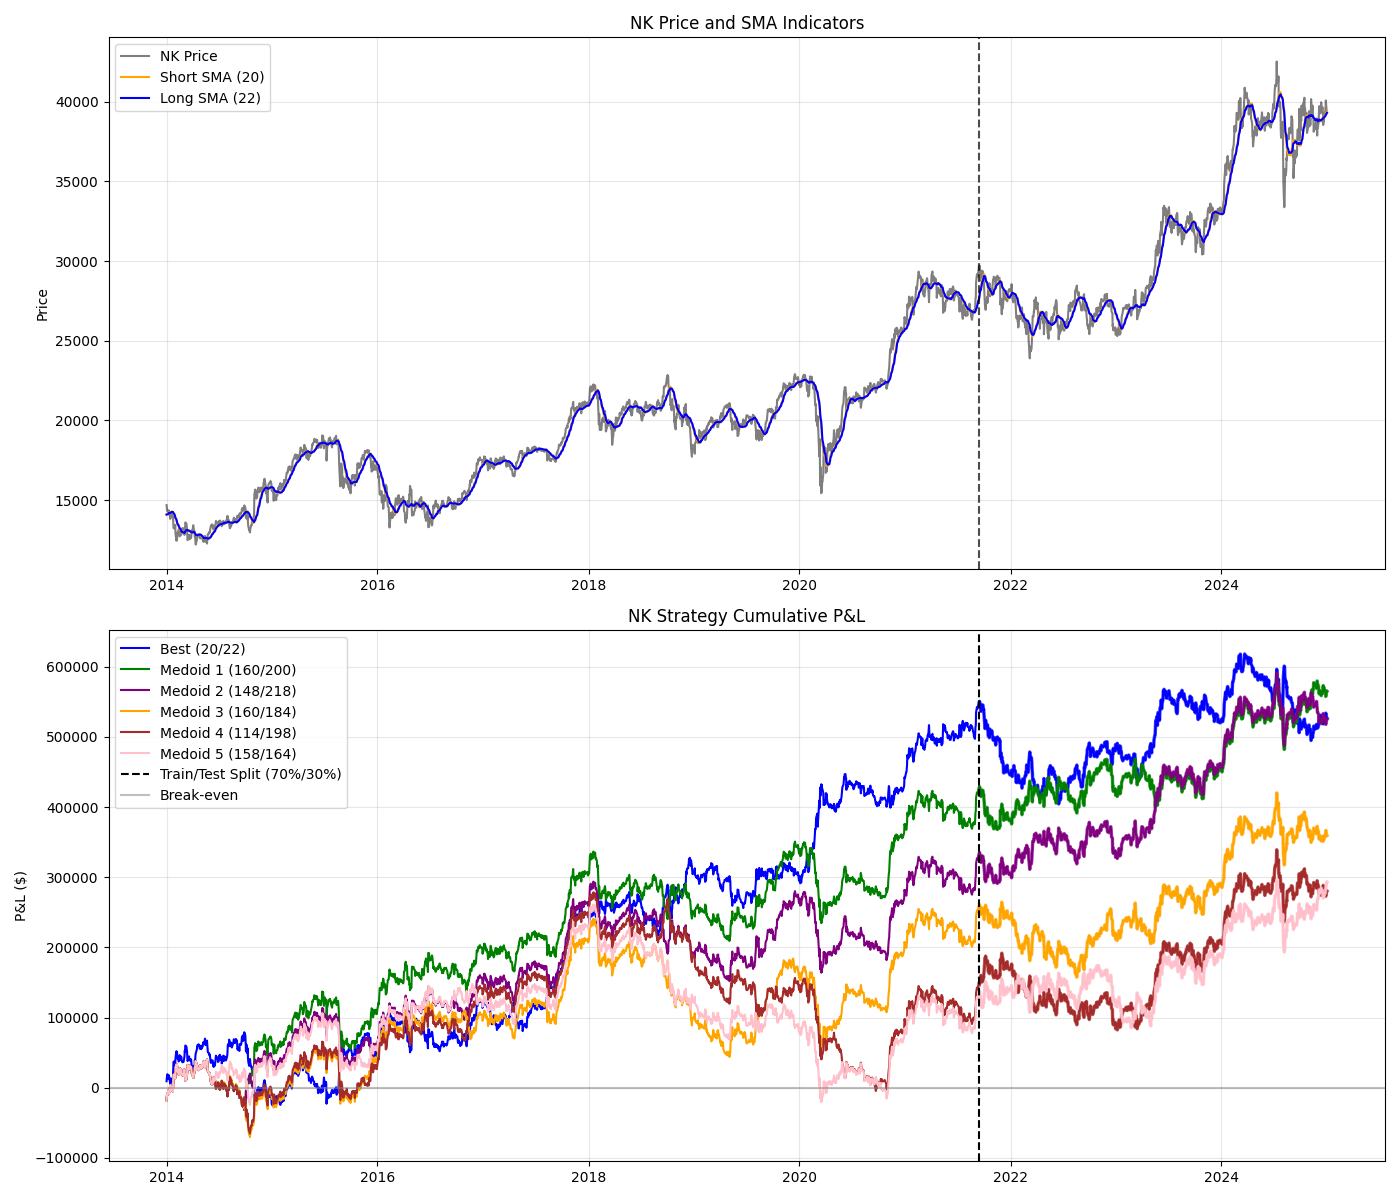 NK Price and SMA Indicators
NK Price
Short SMA (20)
Long SMA (22)
Price
40000
35000
30000
25000
20000
15000
2014
2016
2018
2020
2022
2024
NK Strategy Cumulative P&L
Best (20/22)
Medoid 1 (160/200)
Medoid 2 (148/218)
Medoid 3 (160/184)
Medoid 4 (114/198)
Medoid 5 (158/164)
Train/Test Split (70%/30%)
Break-even
P&L ($)
600000
500000
400000
300000
200000
100000
0
−100000
2014
2016
2018
2020
2022
2024